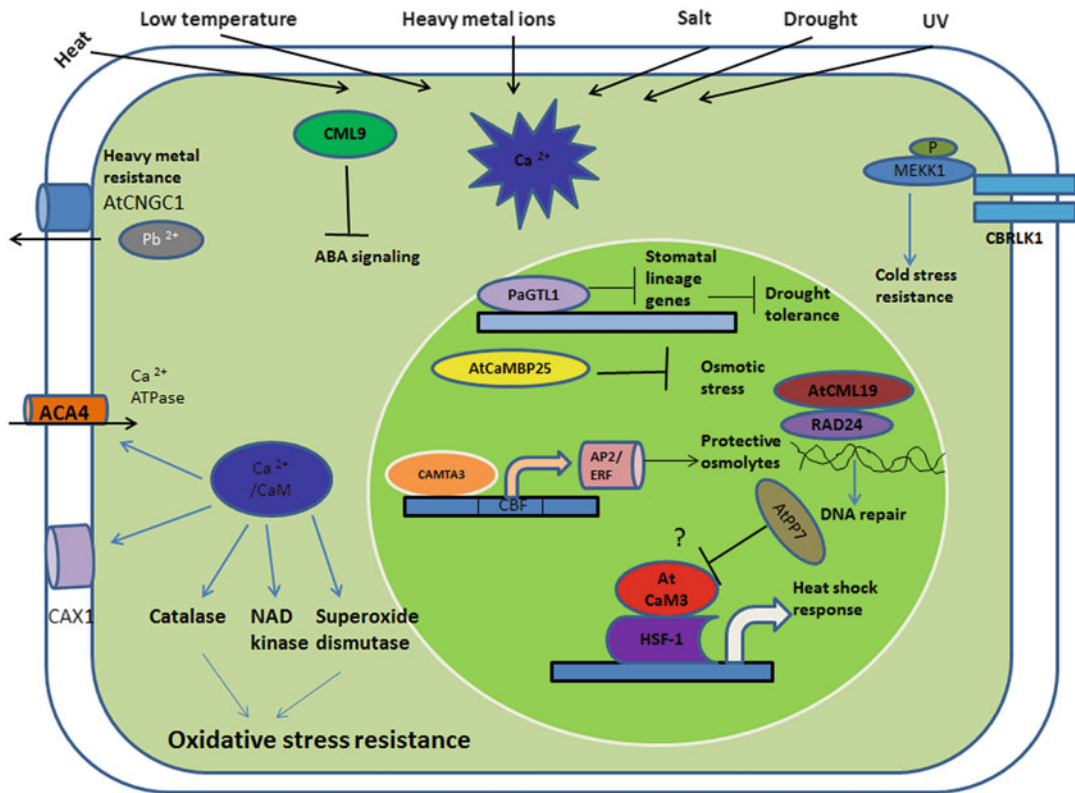 Heat
Low temperature
Heavy metal ions
Salt
Drought
UV
CML9
ABA signaling
Ca 2+
Heavy metal
resistance
AtCNGC1
Pb 2+
P
MEKK1
CBRLK1
Cold stress
resistance
PaGTL1
Stomatal
lineage
genes
Drought
tolerance
AtCaMBP25
Osmotic
stress
AtCML19
RAD24
DNA repair
ACA4
Ca 2+
ATPase
Ca 2+
/CaM
CAX1
Catalase
NAD
kinase
Superoxide
dismutase
Oxidative stress resistance
CAMTA3
CBF
AP2/
ERF
Protective
osmolytes
AtPP7
?
At
CaM3
HSF-1
Heat shock
response